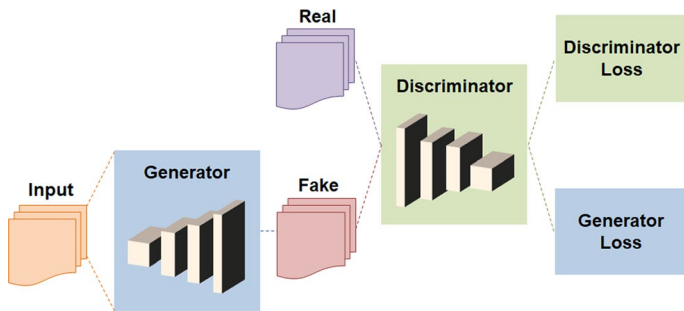 Real
Discriminator
Discriminator
Loss
Input
Generator
Fake
Generator
Loss